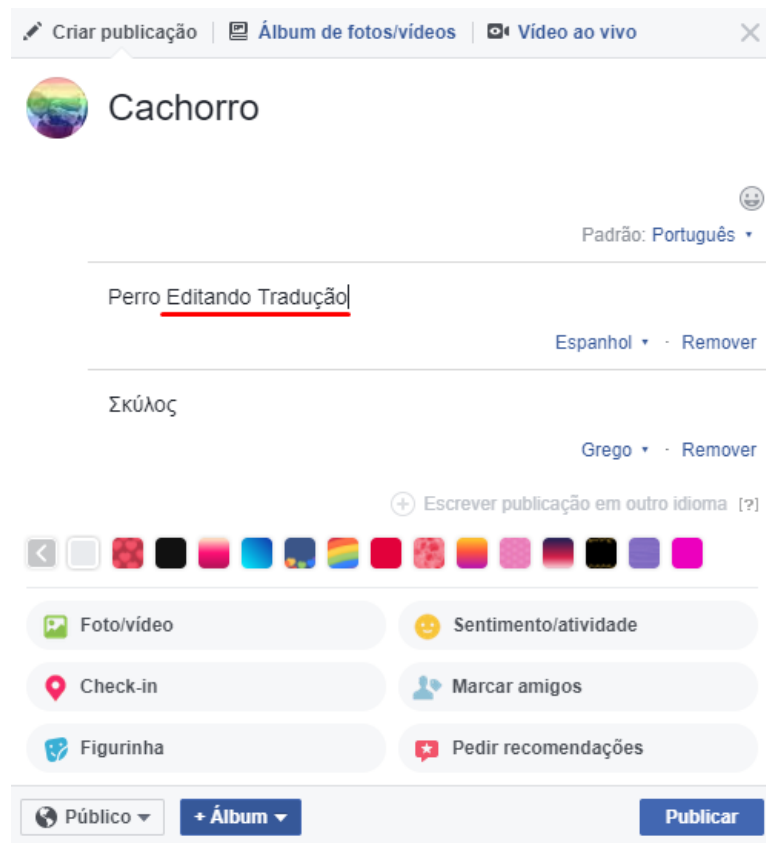 Criar publicação Álbum de fotos/vídeos Vídeo ao vivo
Cachorro
Padrão: Português
Perro Editando Tradução
Espanhol · Remover
Σκύλος
Grego · Remover
Escrever publicação em outro idioma [?]
Foto/vídeo Sentimento/atividade
Check-in Marcar amigos
Figurinha Pedir recomendações
Público + Álbum Publicar